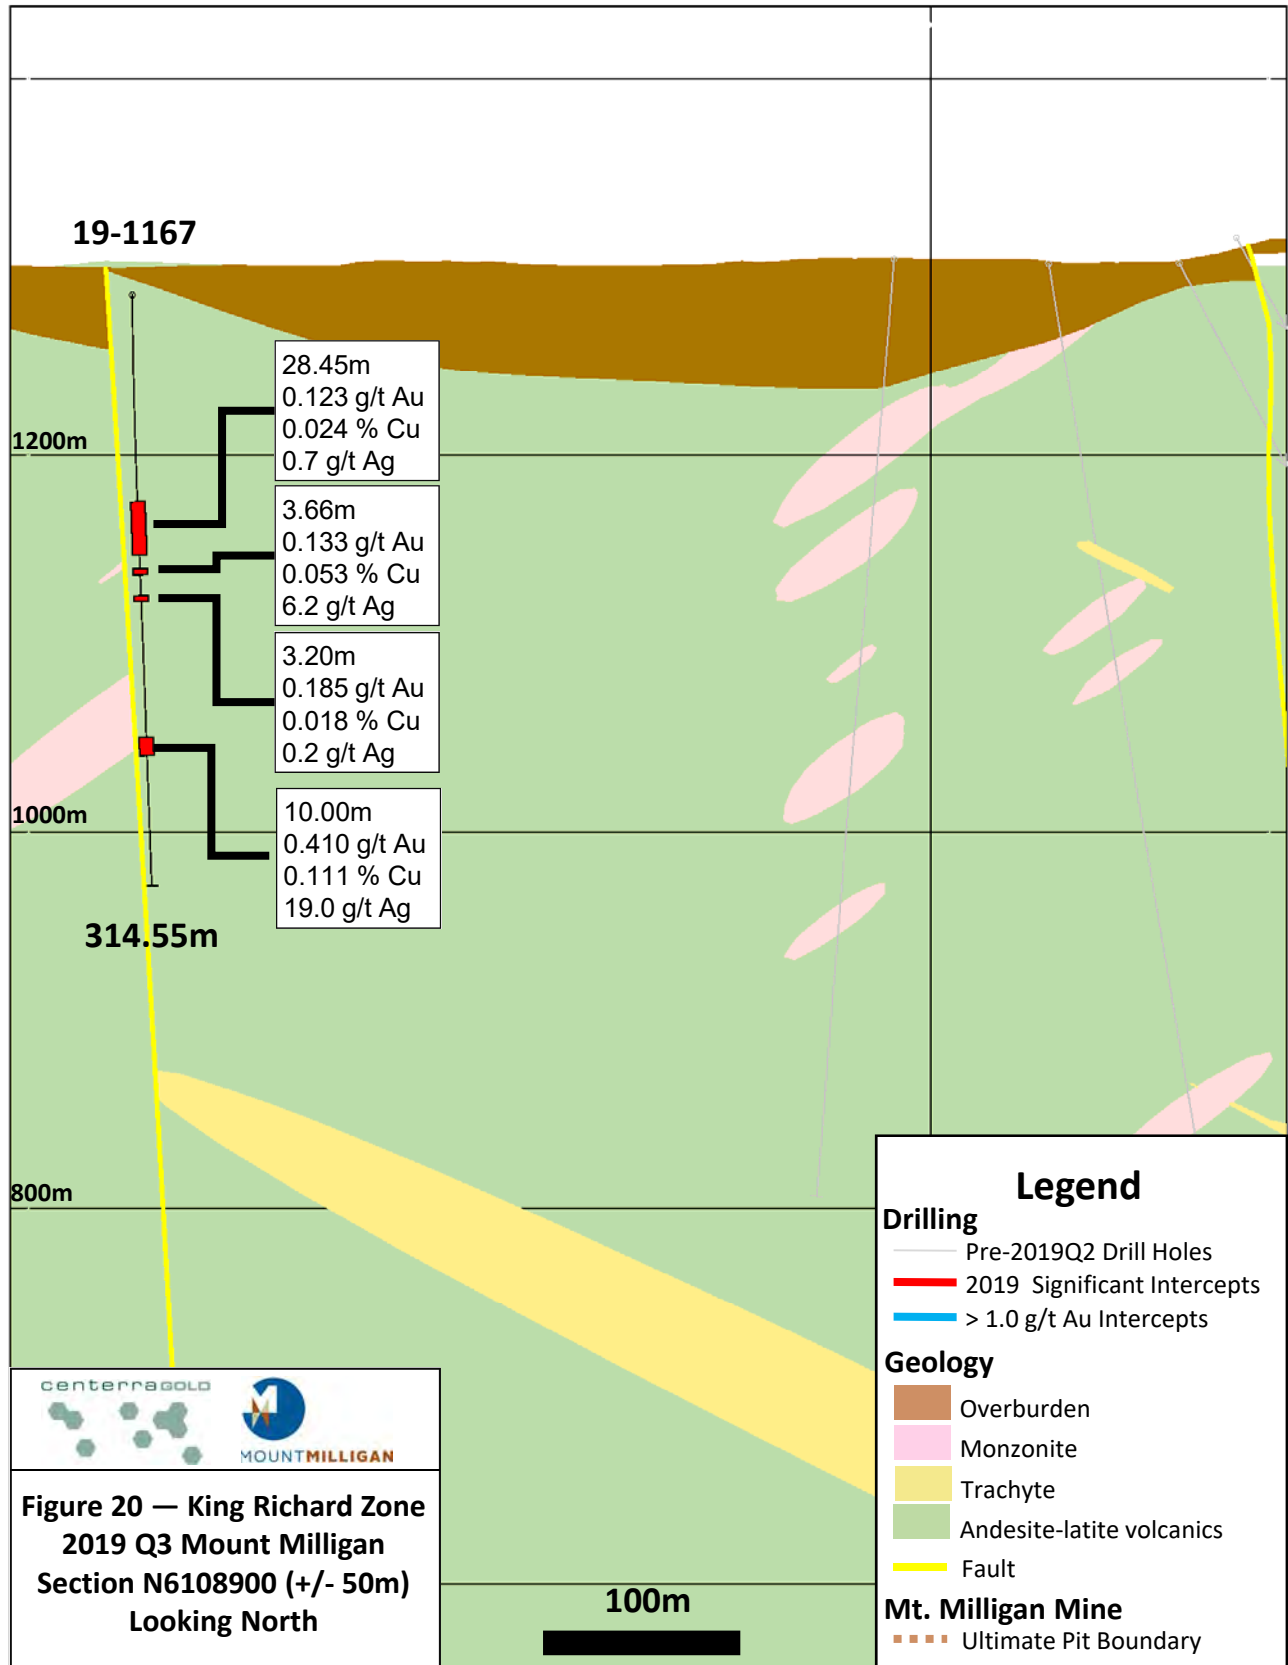 19-1167
28.45m
0.123 g/t Au
0.024 % Cu
0.7 g/t Ag
1200m
3.66m
0.133 g/t Au
0.053 % Cu
6.2 g/t Ag
3.20m
0.185 g/t Au
0.018 % Cu
0.2 g/t Ag
1000m
10.00m
0.410 g/t Au
0.111 % Cu
19.0 g/t Ag
314.55m
800m
Legend
Drilling
Pre-2019Q2 Drill Holes
2019 Significant Intercepts
> 1.0 g/t Au Intercepts
Geology
Overburden
Monzonite
Trachyte
Andesite-latite volcanics
Fault
Mt. Milligan Mine
Ultimate Pit Boundary
centerraGOLD
MOUNTMILLIGAN
Figure 20 — King Richard Zone
2019 Q3 Mount Milligan
Section N6108900 (+/- 50m)
Looking North
100m